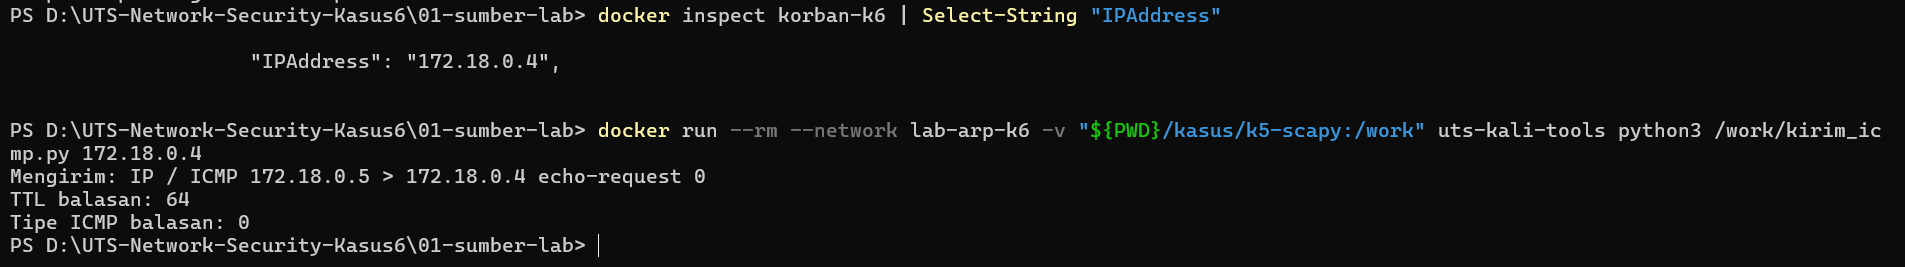 PS D:\UTS-Network-Security-Kasus6\01-sumber-lab> docker inspect korban-k6 | Select-String "IPAddress"
"IPAddress": "172.18.0.4",
PS D:\UTS-Network-Security-Kasus6\01-sumber-lab> docker run --rm --network lab-arp-k6 -v "${PWD}/kasus/k5-scapy:/work" uts-kali-tools python3 /work/kirim_ic
mp.py 172.18.0.4
Mengirim: IP / ICMP 172.18.0.5 > 172.18.0.4 echo-request 0
TTL balasan: 64
Tipe ICMP balasan: 0
PS D:\UTS-Network-Security-Kasus6\01-sumber-lab>